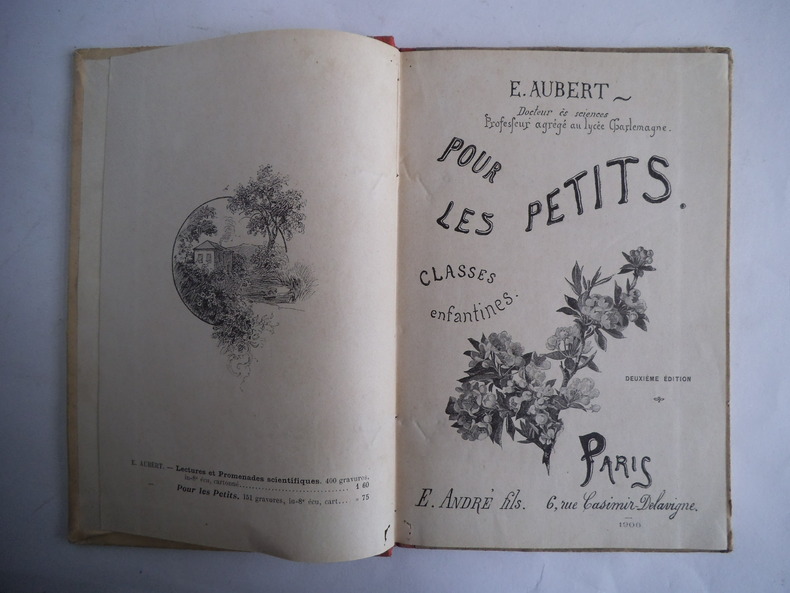 E. AUBERT. — Lectures et Promenades scientifiques. 400 gravures,
in-8º écu, cartonné........................ 1 60
— Pour les Petits, 151 gravures, in-8º écu, cart... » 75
E. AUBERT ~
Docteur ès sciences
Professeur agrégé au lycée Charlemagne.
POUR
LES PETITS.
CLASSES
enfantines.
DEUXIÈME ÉDITION
PARIS
E. ANDRÉ fils. 6, rue Casimir-Delavigne.
1906